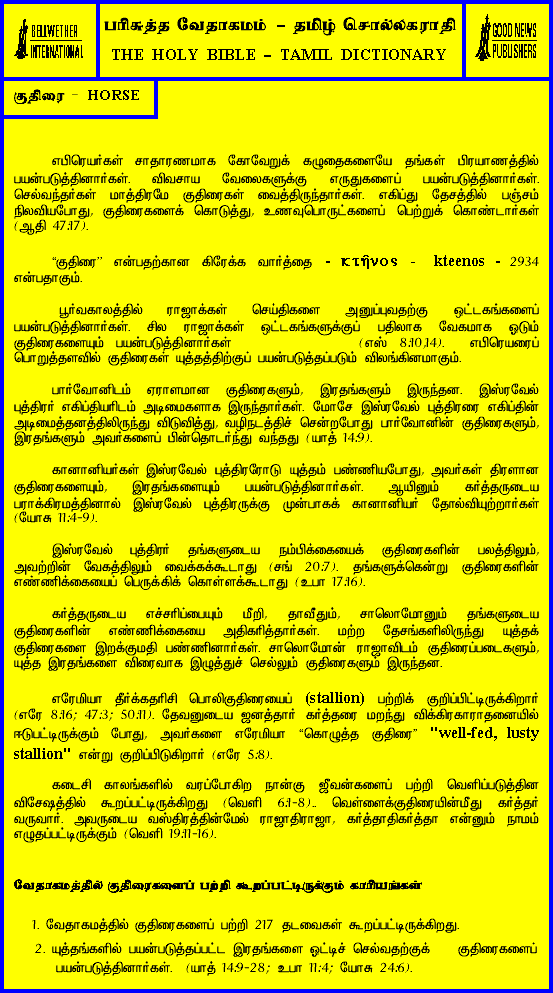 BELLWETHER
INTERNATIONAL
பரிசுத்த வேதாகமம் – தமிழ் சொல்லகராதி
THE HOLY BIBLE – TAMIL DICTIONARY
GOOD NEWS
PUBLISHERS
குதிரை - HORSE
எபிரெயர்கள் சாதாரணமாக கோவேறுக் கழுதைகளையே தங்கள் பிரயாணத்தில்
பயன்படுத்தினார்கள். விவசாய வேலைகளுக்கு எருதுகளைப் பயன்படுத்தினார்கள்.
செல்வந்தர்கள் மாத்திரமே குதிரைகள் வைத்திருந்தார்கள். எகிப்து தேசத்தில் பஞ்சம்
நிலவியபோது, குதிரைகளைக் கொடுத்து, உணவுபொருட்களைப் பெற்றுக் கொண்டார்கள்
(ஆதி 47:17).
“குதிரை” என்பதற்கான கிரேக்க வார்த்தை - κτῆνος - kteenos - 2934
என்பதாகும்.
பூர்வகாலத்தில் ராஜாக்கள் செய்திகளை அனுப்புவதற்கு ஒட்டகங்களைப்
பயன்படுத்தினார்கள். சில ராஜாக்கள் ஒட்டகங்களுக்குப் பதிலாக வேகமாக ஓடும்
குதிரைகளையும் பயன்படுத்தினார்கள் (எஸ் 8:10,14). எபிரெயரைப்
பொறுத்தளவில் குதிரைகள் யுத்தத்திற்குப் பயன்படுத்தப்படும் விலங்கினமாகும்.
பார்வோனிடம் ஏராளமான குதிரைகளும், இரதங்களும் இருந்தன. இஸ்ரவேல்
புத்திரர் எகிப்தியரிடம் அடிமைகளாக இருந்தார்கள். மோசே இஸ்ரவேல் புத்திரரை எகிப்தின்
அடிமைத்தனத்திலிருந்து விடுவித்து, வழிநடத்திச் சென்றபோது பார்வோனின் குதிரைகளும்,
இரதங்களும் அவர்களைப் பின்தொடர்ந்து வந்தது (யாத் 14:9).
கானானியர்கள் இஸ்ரவேல் புத்திரரோடு யுத்தம் பண்ணியபோது, அவர்கள் திரளான
குதிரைகளையும், இரதங்களையும் பயன்படுத்தினார்கள். ஆயினும் கர்த்தருடைய
பராக்கிரமத்தினால் இஸ்ரவேல் புத்திரருக்கு முன்பாகக் கானானியர் தோல்வியுற்றார்கள்
(யோசு 11:4-9).
இஸ்ரவேல் புத்திரர் தங்களுடைய நம்பிக்கையைக் குதிரைகளின் பலத்திலும்,
அவற்றின் வேகத்திலும் வைக்கக்கூடாது (சங் 20:7). தங்களுக்கென்று குதிரைகளின்
எண்ணிக்கையைப் பெருக்கிக் கொள்ளக்கூடாது (உபா 17:16).
கர்த்தருடைய எச்சரிப்பையும் மீறி, தாவீதும், சாலொமோனும் தங்களுடைய
குதிரைகளின் எண்ணிக்கையை அதிகரித்தார்கள். மற்ற தேசங்களிலிருந்து யுத்தக்
குதிரைகளை இறக்குமதி பண்ணினார்கள். சாலொமோன் ராஜாவிடம் குதிரைப்படைகளும்,
யுத்த இரதங்களை விரைவாக இழுத்துச் செல்லும் குதிரைகளும் இருந்தன.
எரேமியா தீர்க்கதரிசி பொலிகுதிரையைப் (stallion) பற்றிக் குறிப்பிட்டிருக்கிறார்
(எரே 8:16; 47:3; 50:11). தேவனுடைய ஜனத்தார் கர்த்தரை மறந்து விக்கிரகாராதனையில்
ஈடுபட்டிருக்கும் போது, அவர்களை எரேமியா “கொழுத்த குதிரை” "well-fed, lusty
stallion" என்று குறிப்பிடுகிறார் (எரே 5:8).
கடைசி காலங்களில் வரப்போகிற நான்கு ஜீவன்களைப் பற்றி வெளிப்படுத்தின
விசேஷத்தில் கூறப்பட்டிருக்கிறது (வெளி 6:1-8).. வெள்ளைக்குதிரையின்மீது கர்த்தர்
வருவார். அவருடைய வஸ்திரத்தின்மேல் ராஜாதிராஜா, கர்த்தாதிகர்த்தா என்னும் நாமம்
எழுதப்பட்டிருக்கும் (வெளி 19:11-16).
வேதாகமத்தில் குதிரைகளைப் பற்றி கூறப்பட்டிருக்கும் காரியங்கள்
1. வேதாகமத்தில் குதிரைகளைப் பற்றி 217 தடவைகள் கூறப்பட்டிருக்கிறது.
2. யுத்தங்களில் பயன்படுத்தப்பட்ட இரதங்களை ஓட்டிச் செல்வதற்குக் குதிரைகளைப்
பயன்படுத்தினார்கள். (யாத் 14:9-28; உபா 11:4; யோசு 24:6).